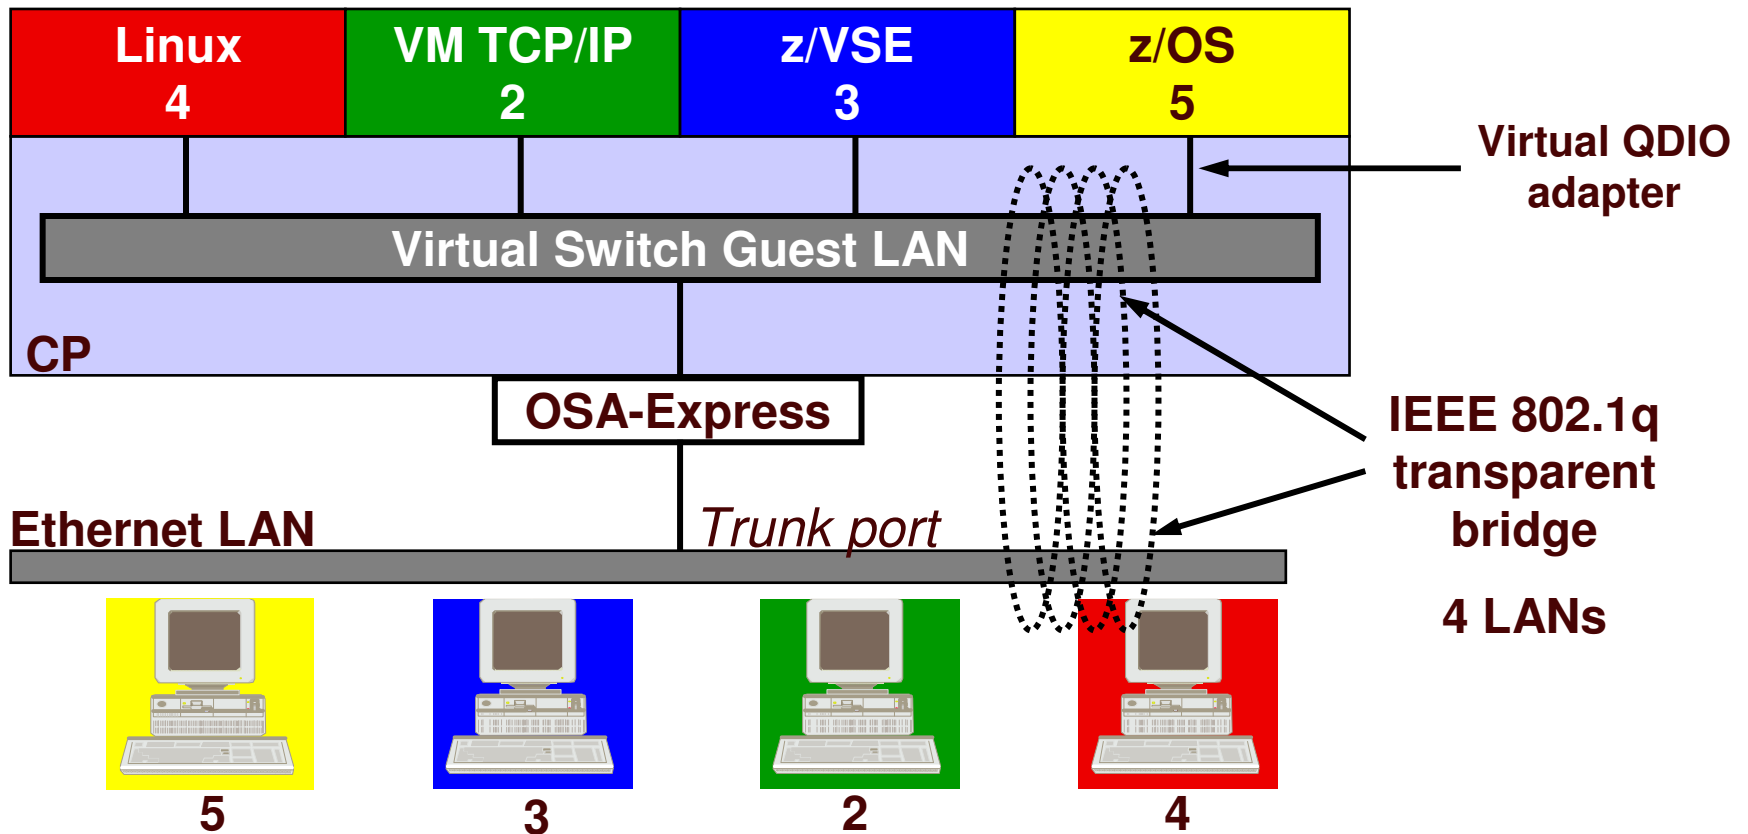 Linux
4
VM TCP/IP
2
z/VSE
3
z/OS
5
Virtual QDIO
adapter
Virtual Switch Guest LAN
CP
OSA-Express
IEEE 802.1q
transparent
bridge
Ethernet LAN
Trunk port
4 LANs
5
3
2
4